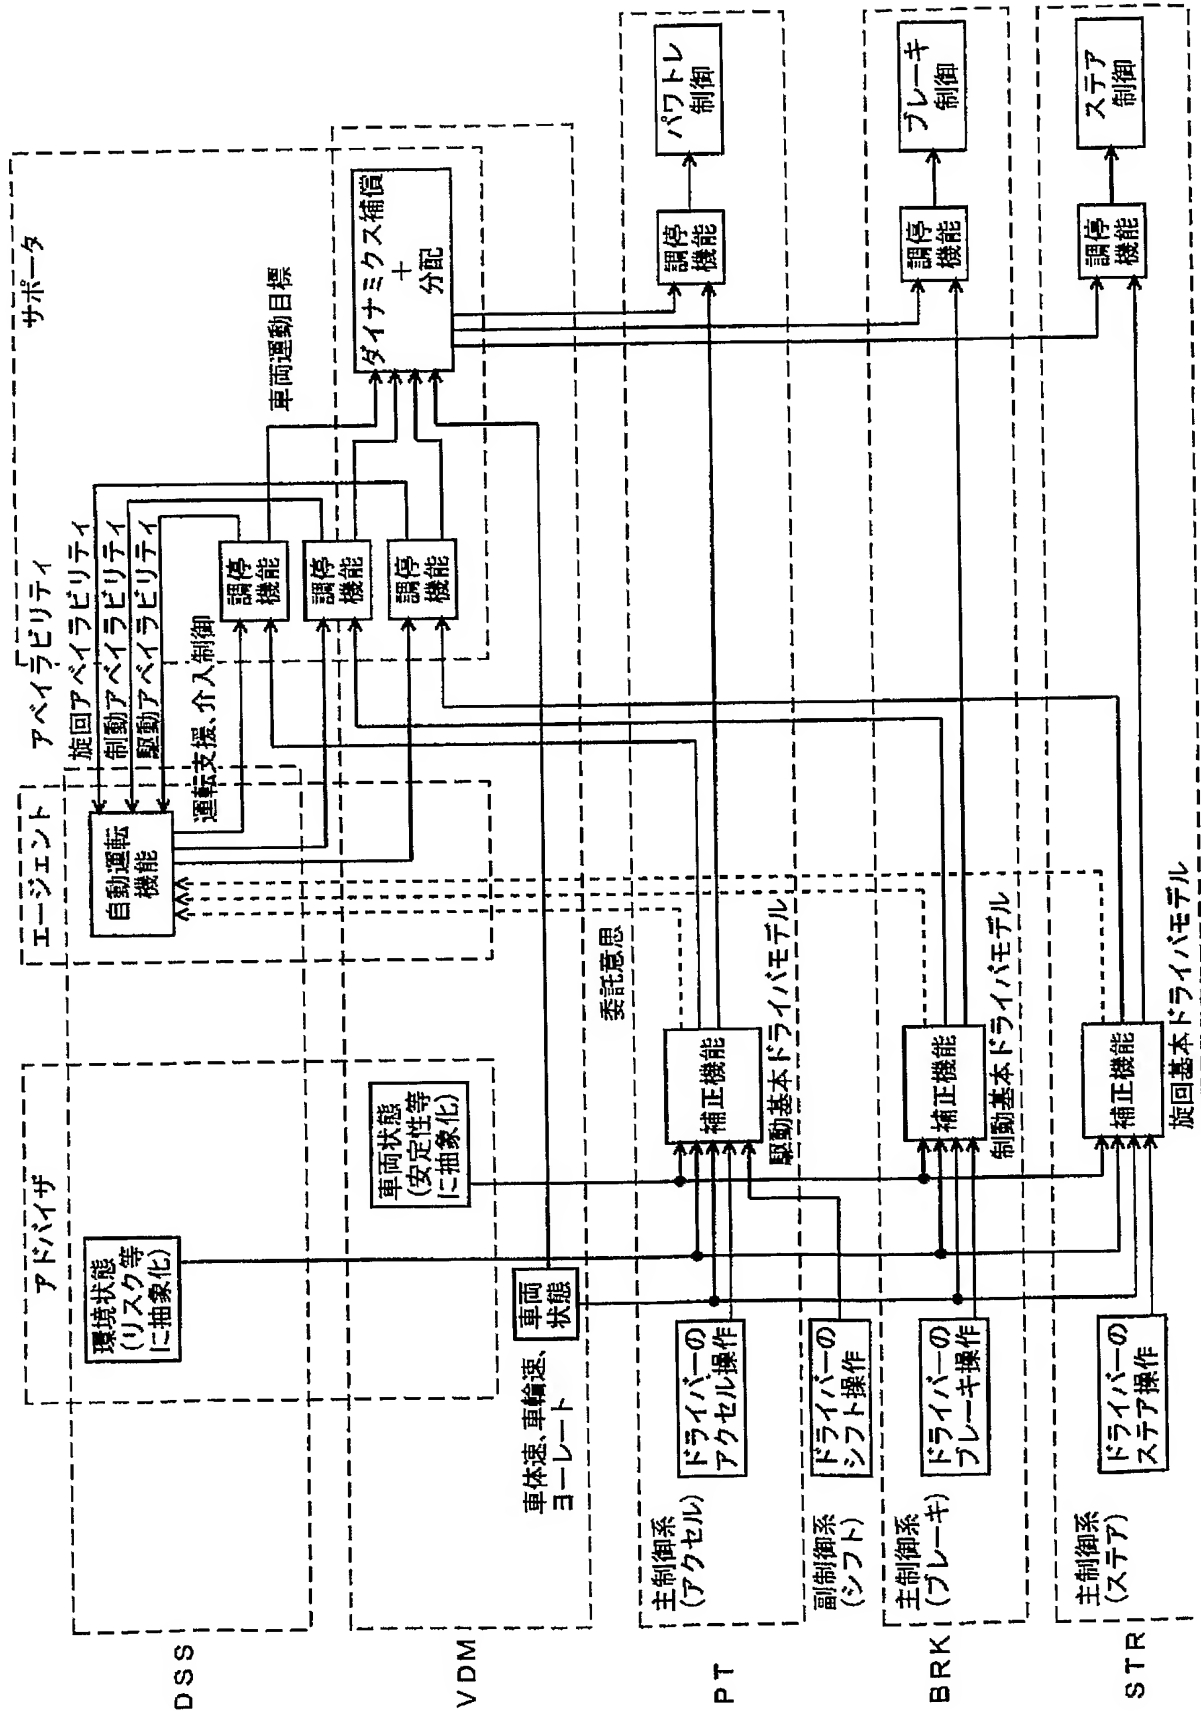 DSS
VDM
PT
BRK
STR
アドバイザ
エージェント
アベイラビリティ
サポータ
環境状態
(リスク等
に抽象化)
自動運転
機能
旋回アベイラビリティ
制動アベイラビリティ
駆動アベイラビリティ
運転支援、介入制御
調停
機能
調停
機能
調停
機能
車両運動目標
ダイナミクス補償
+
分配
車両状態
(安定性等
に抽象化)
車両
状態
車体速、車輪速、
ヨーレート
委託意思
主制御系
(アクセル)
ドライバーの
アクセル操作
補正機能
駆動基本ドライバモデル
調停
機能
パワトレ
制御
副制御系
(シフト)
ドライバーの
シフト操作
主制御系
(ブレーキ)
ドライバーの
ブレーキ操作
補正機能
制動基本ドライバモデル
調停
機能
ブレーキ
制御
主制御系
(ステア)
ドライバーの
ステア操作
補正機能
旋回基本ドライバモデル
調停
機能
ステア
制御